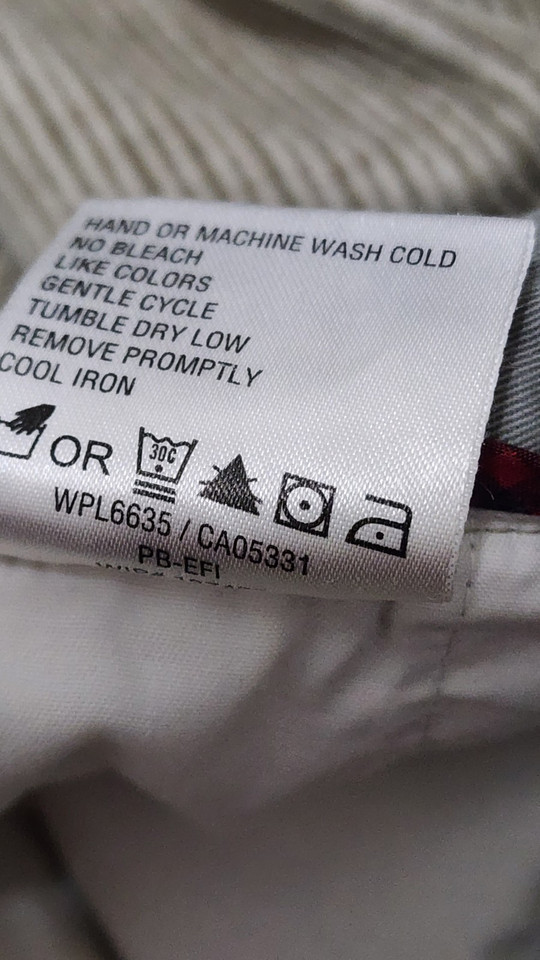 HAND OR MACHINE WASH COLD
NO BLEACH
LIKE COLORS
GENTLE CYCLE
TUMBLE DRY LOW
REMOVE PROMPTLY
COOL IRON
OR 30C
WPL6635 / CA05331
PB-EFI